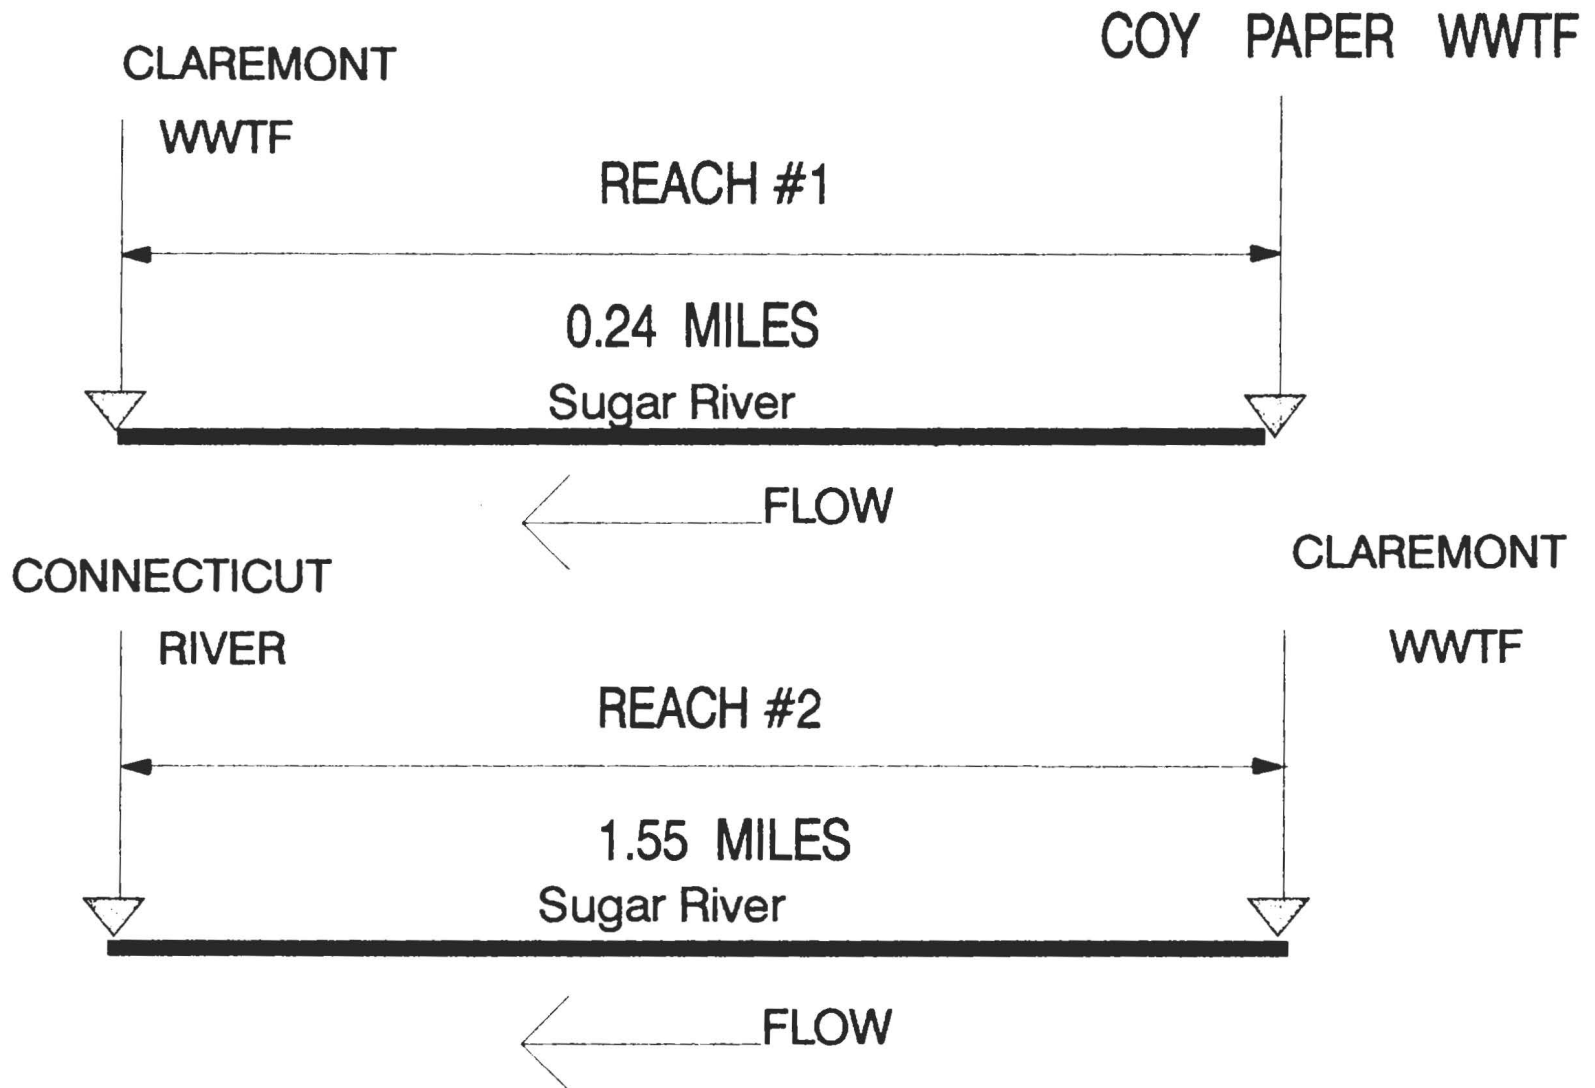 COY PAPER WWTF
CLAREMONT
WWTF
REACH #1
0.24 MILES
Sugar River
FLOW
CLAREMONT
WWTF
CONNECTICUT
RIVER
REACH #2
1.55 MILES
Sugar River
FLOW